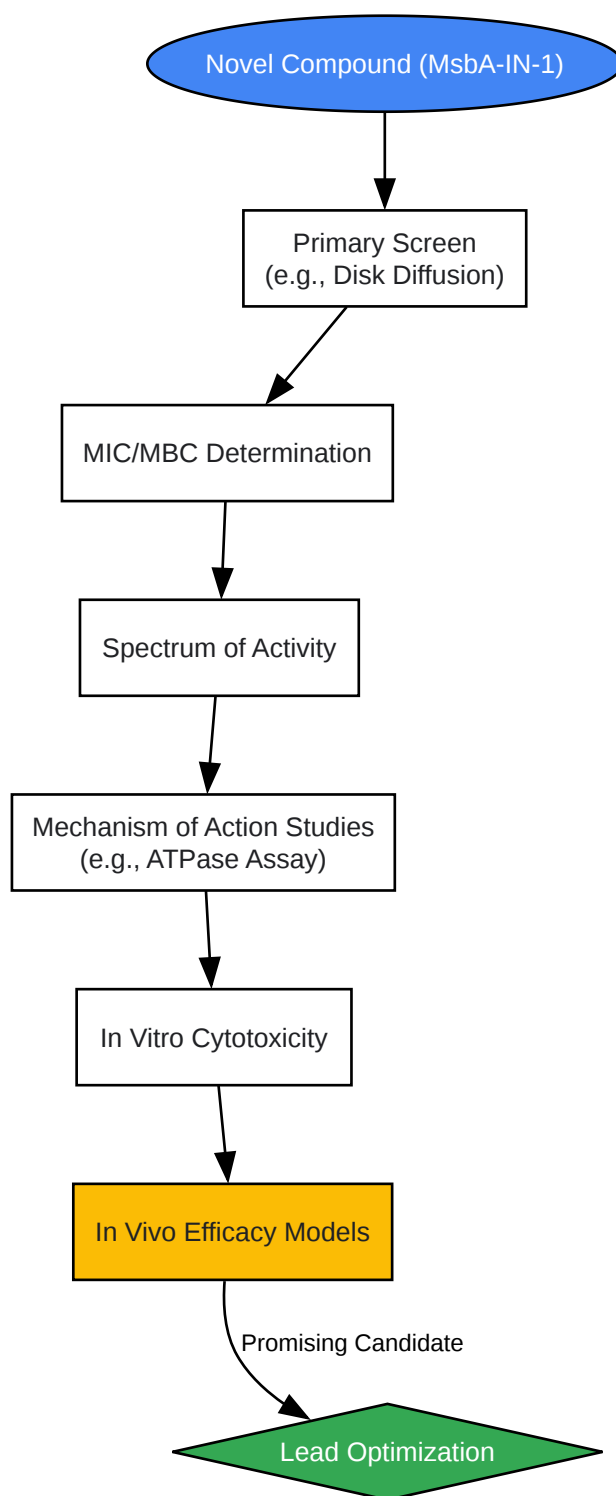 Novel Compound (MsbA-IN-1)
Primary Screen
(e.g., Disk Diffusion)
MIC/MBC Determination
Spectrum of Activity
Mechanism of Action Studies
(e.g., ATPase Assay)
In Vitro Cytotoxicity
In Vivo Efficacy Models
Promising Candidate
Lead Optimization